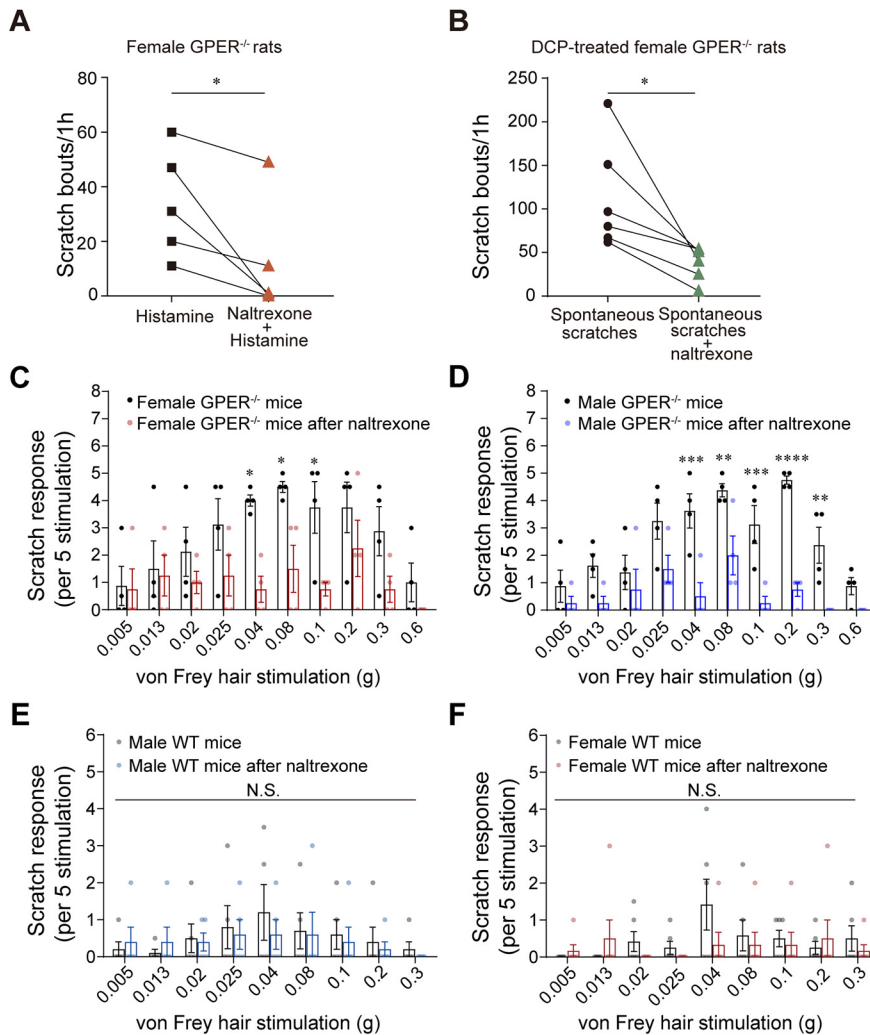 A
Female GPER-/- rats
*
Scratch bouts/1h
80
60
40
20
0
Histamine
Naltrexone
+
Histamine
B
DCP-treated female GPER-/- rats
*
Scratch bouts/1h
250
200
150
100
50
0
Spontaneous
scratches
Spontaneous
scratches
+
naltrexone
C
Female GPER-/- mice
Female GPER-/- mice after naltrexone
* * *
Scratch response
(per 5 stimulation)
8
7
6
5
4
3
2
1
0
0.005 0.013 0.02 0.025 0.04 0.08 0.1 0.2 0.3 0.6
von Frey hair stimulation (g)
D
Male GPER-/- mice
Male GPER-/- mice after naltrexone
*** ** *** **** **
Scratch response
(per 5 stimulation)
8
7
6
5
4
3
2
1
0
0.005 0.013 0.02 0.025 0.04 0.08 0.1 0.2 0.3 0.6
von Frey hair stimulation (g)
E
Male WT mice
Male WT mice after naltrexone
N.S.
Scratch response
(per 5 stimulation)
6
5
4
3
2
1
0
0.005 0.013 0.02 0.025 0.04 0.08 0.1 0.2 0.3
von Frey hair stimulation (g)
F
Female WT mice
Female WT mice after naltrexone
N.S.
Scratch response
(per 5 stimulation)
6
5
4
3
2
1
0
0.005 0.013 0.02 0.025 0.04 0.08 0.1 0.2 0.3
von Frey hair stimulation (g)